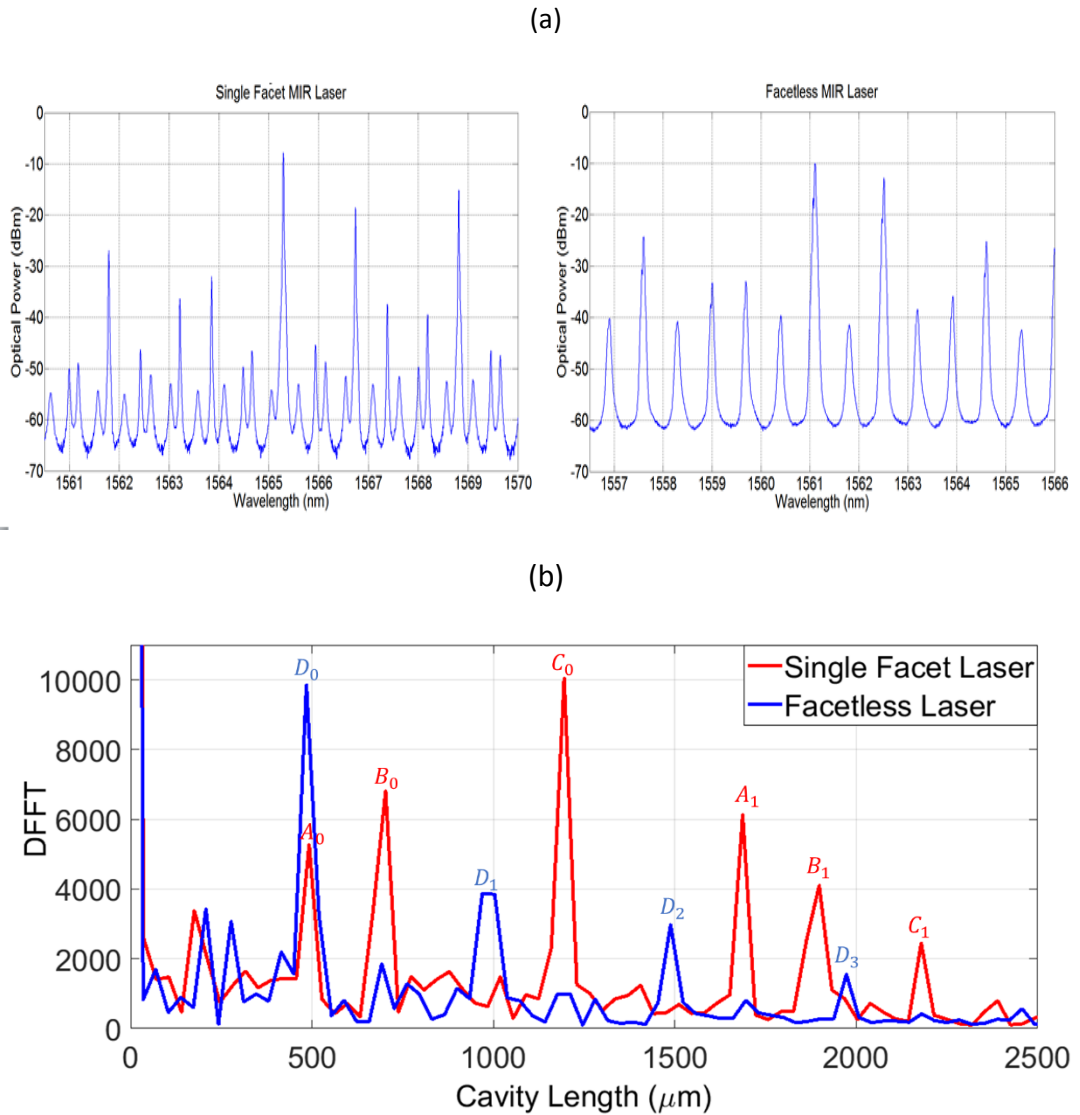 (a)
Single Facet MIR Laser
Facetless MIR Laser
0
-10
-20
-30
-40
-50
-60
-70
Optical Power (dBm)
1561 1562 1563 1564 1565 1566 1567 1568 1569 1570
Wavelength (nm)
0
-10
-20
-30
-40
-50
-60
-70
Optical Power (dBm)
1557 1558 1559 1560 1561 1562 1563 1564 1565 1566
Wavelength (nm)
(b)
DFFT
10000
8000
6000
4000
2000
0
D₀
A₀
B₀
D₁
C₀
D₂
A₁
B₁
D₃
C₁
Single Facet Laser
Facetless Laser
0 500 1000 1500 2000 2500
Cavity Length (μm)